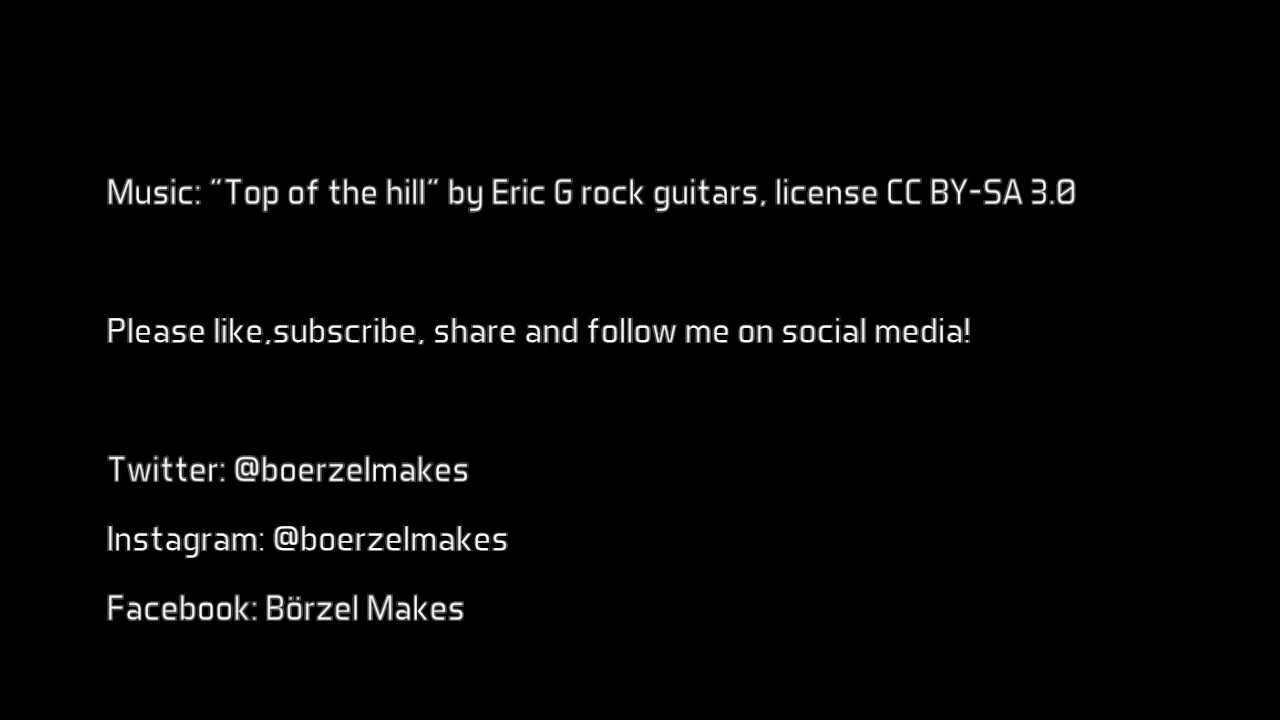 Music: "Top of the hill" by Eric G rock guitars, license CC BY-SA 3.0
Please like,subscribe, share and follow me on social media!
Twitter: @boerzelmakes
Instagram: @boerzelmakes
Facebook: Börzel Makes